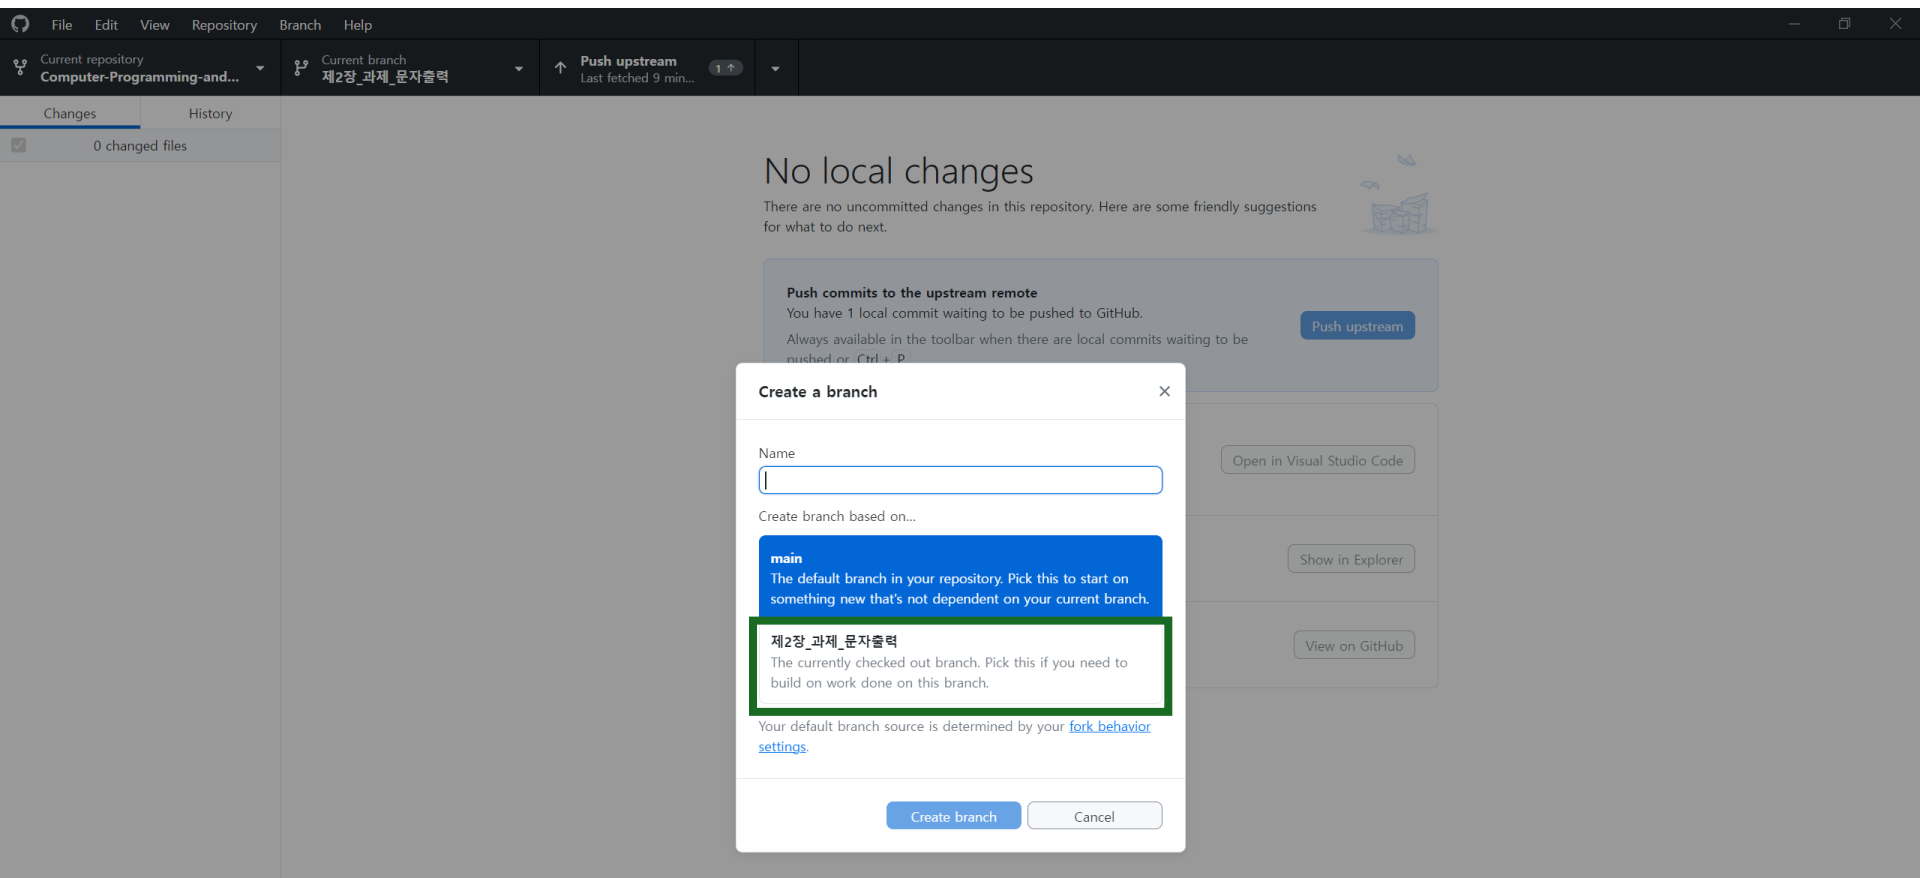 File Edit View Repository Branch Help
Current repository
Computer-Programming-and...
Current branch
제2장_과제_문자출력
Push upstream
Last fetched 9 min...
1
Changes History
0 changed files
No local changes
There are no uncommitted changes in this repository. Here are some friendly suggestions
for what to do next.
Push commits to the upstream remote
You have 1 local commit waiting to be pushed to GitHub.
Always available in the toolbar when there are local commits waiting to be
pushed or Ctrl + P
Push upstream
Create a branch
Name
Create branch based on...
main
The default branch in your repository. Pick this to start on
something new that's not dependent on your current branch.
제2장_과제_문자출력
The currently checked out branch. Pick this if you need to
build on work done on this branch.
Your default branch source is determined by your fork behavior
settings.
Create branch Cancel
Open in Visual Studio Code
Show in Explorer
View on GitHub